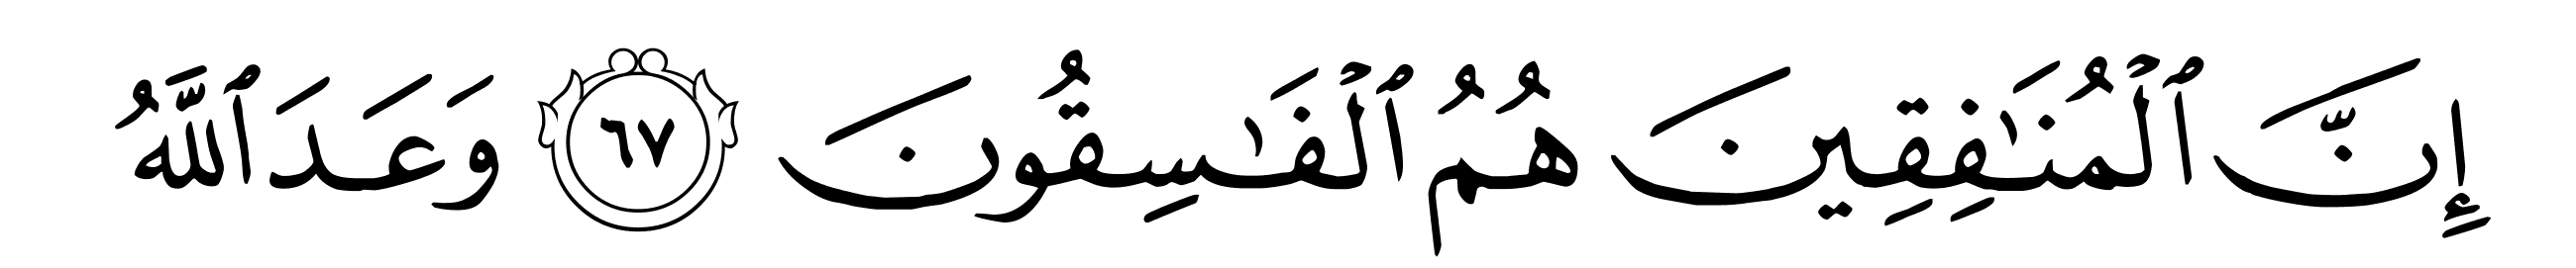 إِنَّ ٱلْمُنَٰفِقِينَ هُمُ ٱلْفَٰسِقُونَ ٦٧ وَعَدَ ٱللَّهُ